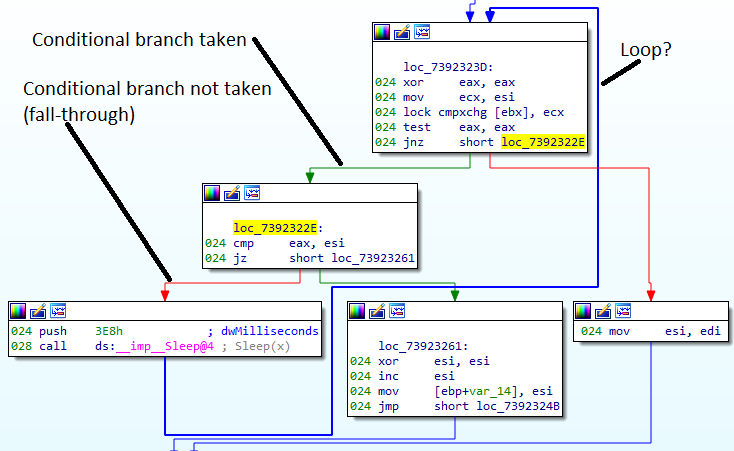 Conditional branch taken
Conditional branch not taken
(fall-through)
Loop?
loc_7392323D:
024 xor eax, eax
024 mov ecx, esi
024 lock cmpxchg [ebx], ecx
024 test eax, eax
024 jnz short loc_7392322E
loc_7392322E:
024 cmp eax, esi
024 jz short loc_73923261
024 push 3E8h ; dwMilliseconds
028 call ds:__imp__Sleep@4 ; Sleep(x)
loc_73923261:
024 xor esi, esi
024 inc esi
024 mov [ebp+var_14], esi
024 jmp short loc_7392324B
024 mov esi, edi